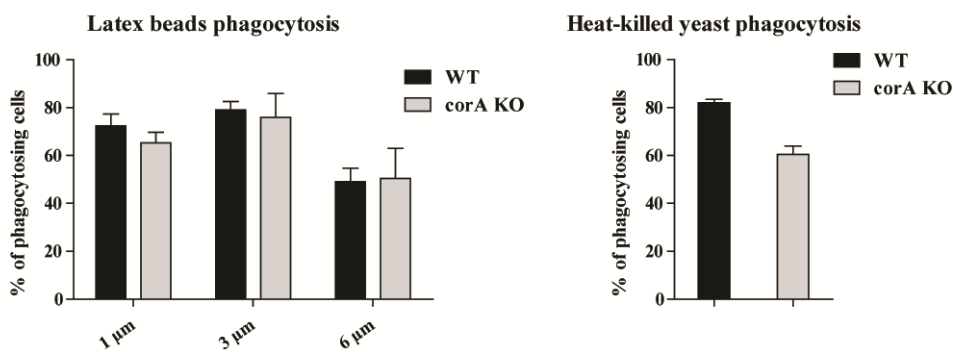 Latex beads phagocytosis
% of phagocytosing cells
100
80
60
40
20
0
1 µm
3 µm
6 µm
WT
corA KO
Heat-killed yeast phagocytosis
% of phagocytosing cells
100
80
60
40
20
0
WT
corA KO